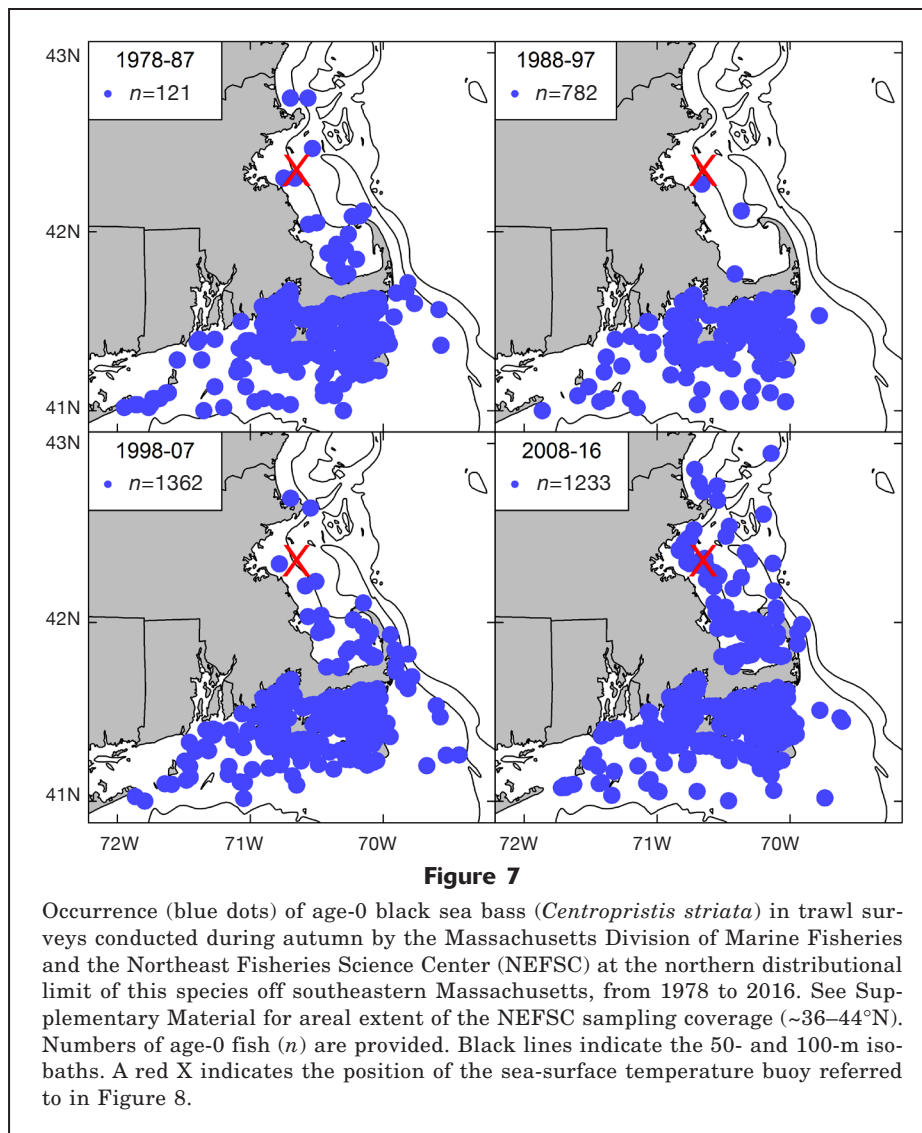 43N
1978-87
n=121
1988-97
n=782
42N
41N
43N
1998-07
n=1362
2008-16
n=1233
42N
41N
72W 71W 70W 72W 71W 70W
Figure 7
Occurrence (blue dots) of age-0 black sea bass (Centropristis striata) in trawl sur-
veys conducted during autumn by the Massachusetts Division of Marine Fisheries
and the Northeast Fisheries Science Center (NEFSC) at the northern distributional
limit of this species off southeastern Massachusetts, from 1978 to 2016. See Sup-
plementary Material for areal extent of the NEFSC sampling coverage (~36–44°N).
Numbers of age-0 fish (n) are provided. Black lines indicate the 50- and 100-m iso-
baths. A red X indicates the position of the sea-surface temperature buoy referred
to in Figure 8.